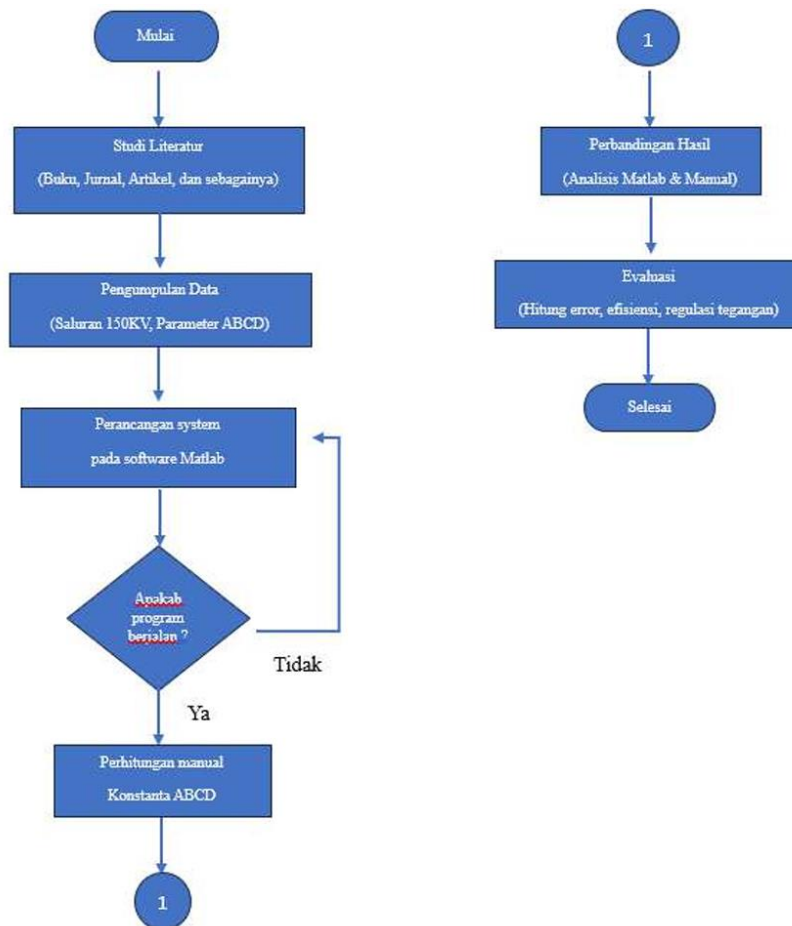 Mulai
Studi Literatur
(Buku, Jurnal, Artikel, dan sebagainya)
Pengumpulan Data
(Saluran 150KV, Parameter ABCD)
Perancangan system
pada software Matlab
Apakab
program
berjalan ?
Tidak
Ya
Perhitungan manual
Konstanta ABCD
1
1
Perbandingan Hasil
(Analisis Matlab & Manual)
Evaluasi
(Hitung error, efisiensi, regulasi tegangan)
Selesai